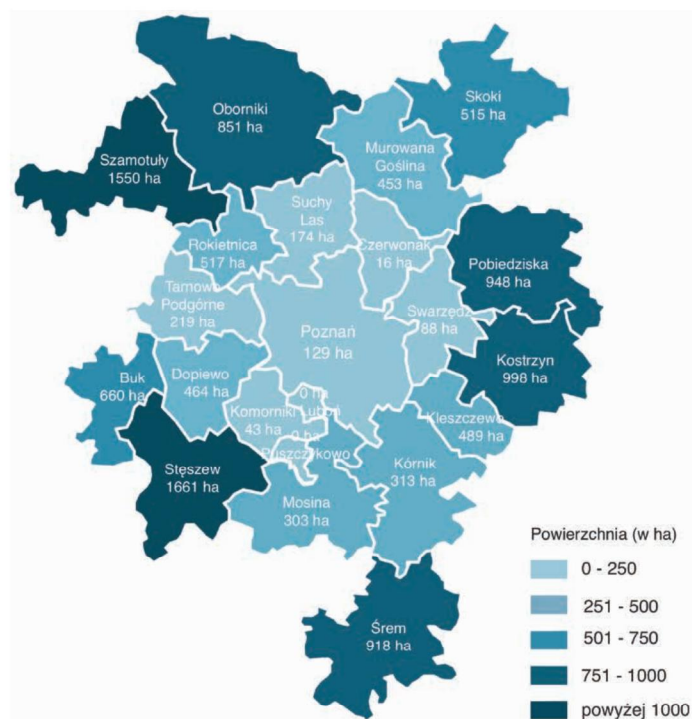 Oborniki
851 ha
Skoki
515 ha
Szamotuły
1550 ha
Murowana
Goślina
453 ha
Suchy
Las
174 ha
Rokietnica
517 ha
Czerwonak
16 ha
Pobiedziska
948 ha
Tarnowo
Podgórne
219 ha
Swarzędz
88 ha
Poznań
129 ha
Kostrzyn
998 ha
Buk
660 ha
Dopiewo
464 ha
0 ha
Luboń
Komorniki
43 ha
Kleszczewo
489 ha
0 ha
Puszczykowo
Stęszew
1661 ha
Kórnik
313 ha
Mosina
303 ha
Śrem
918 ha
Powierzchnia (w ha)
0 - 250
251 - 500
501 - 750
751 - 1000
powyżej 1000